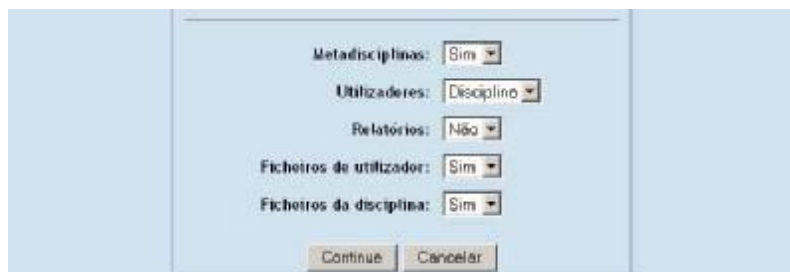 Metadisciplinas: Sim
Utilizadores: Disciplina
Relatórios: Não
Ficheiros de utilizador: Sim
Ficheiros da disciplina: Sim
Continue Cancelar